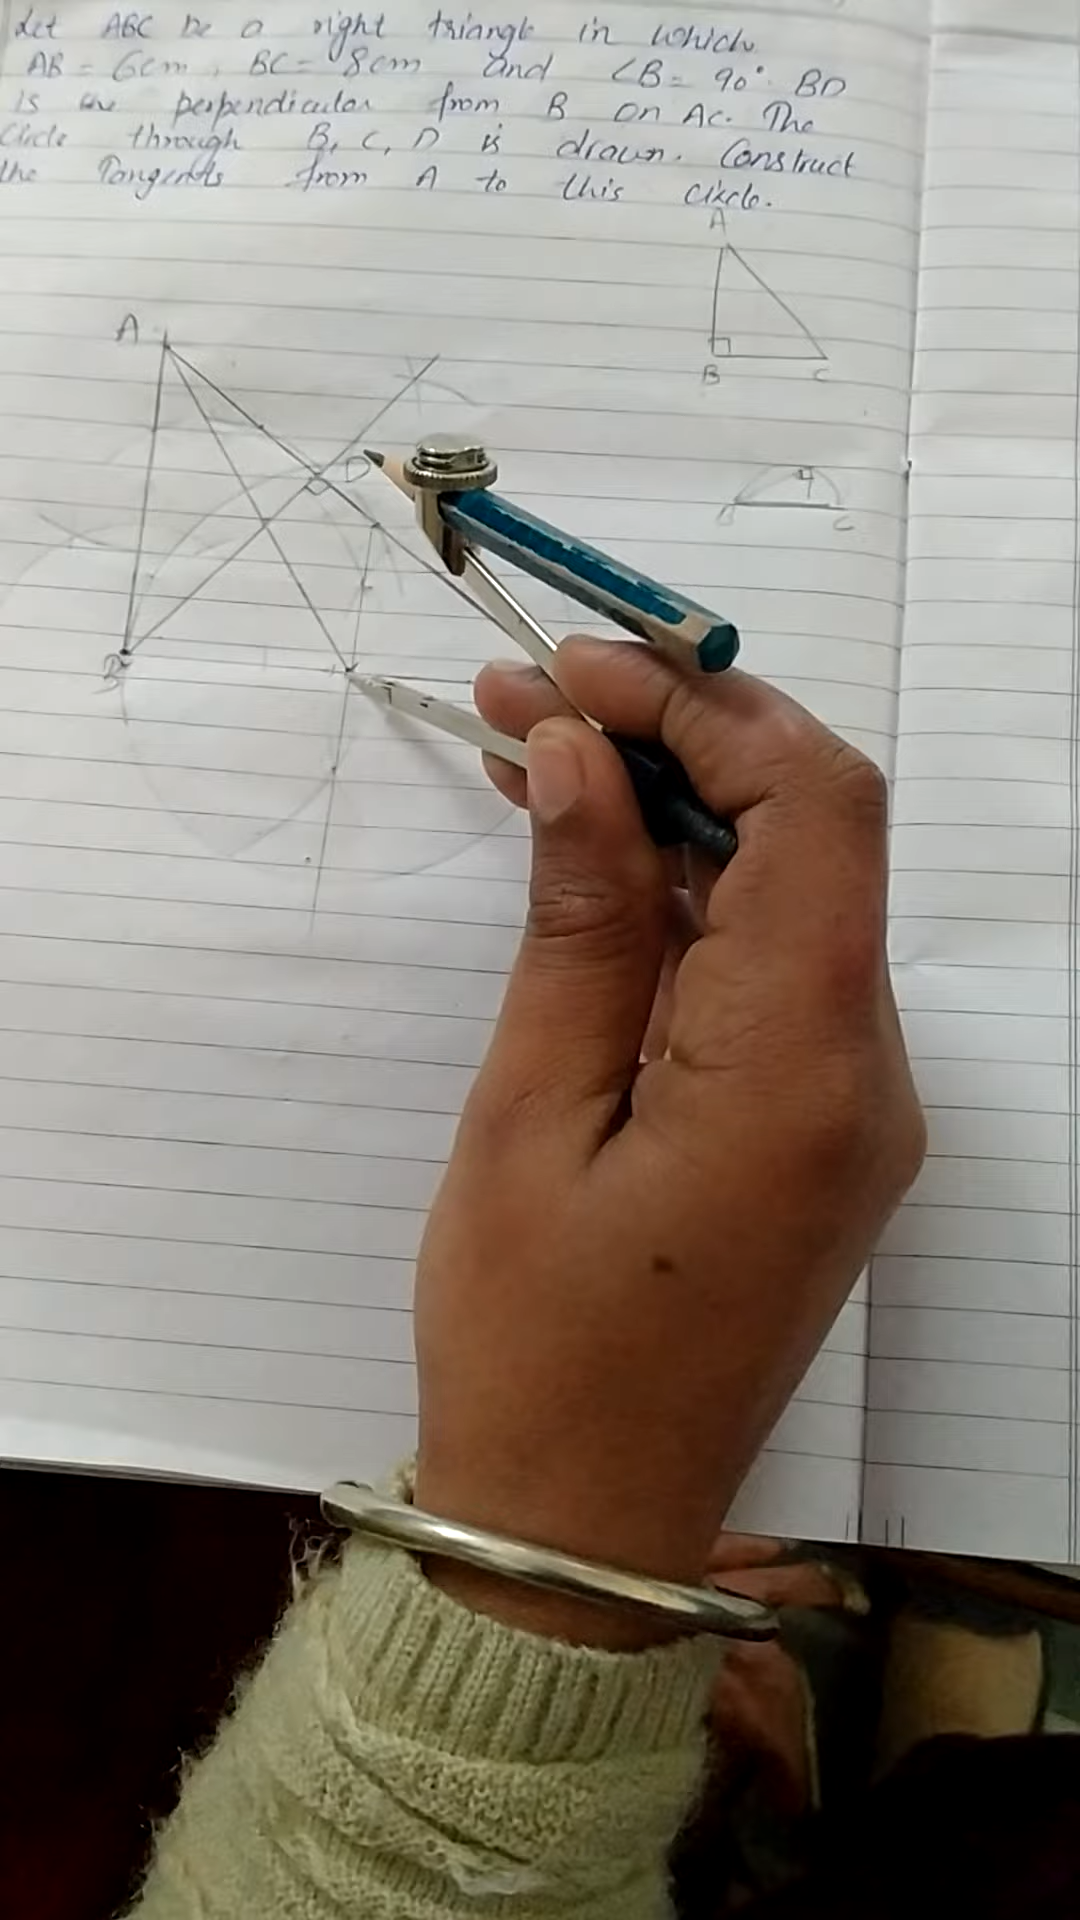 Let ABC be a right triangle in which
AB = 6cm, BC = 8cm and ∠B = 90°. BD
is the perpendicular from B on AC. The
Circle through B, C, D is drawn. Construct
the Tangents from A to this circle.
A
B
C
A
D
B
C